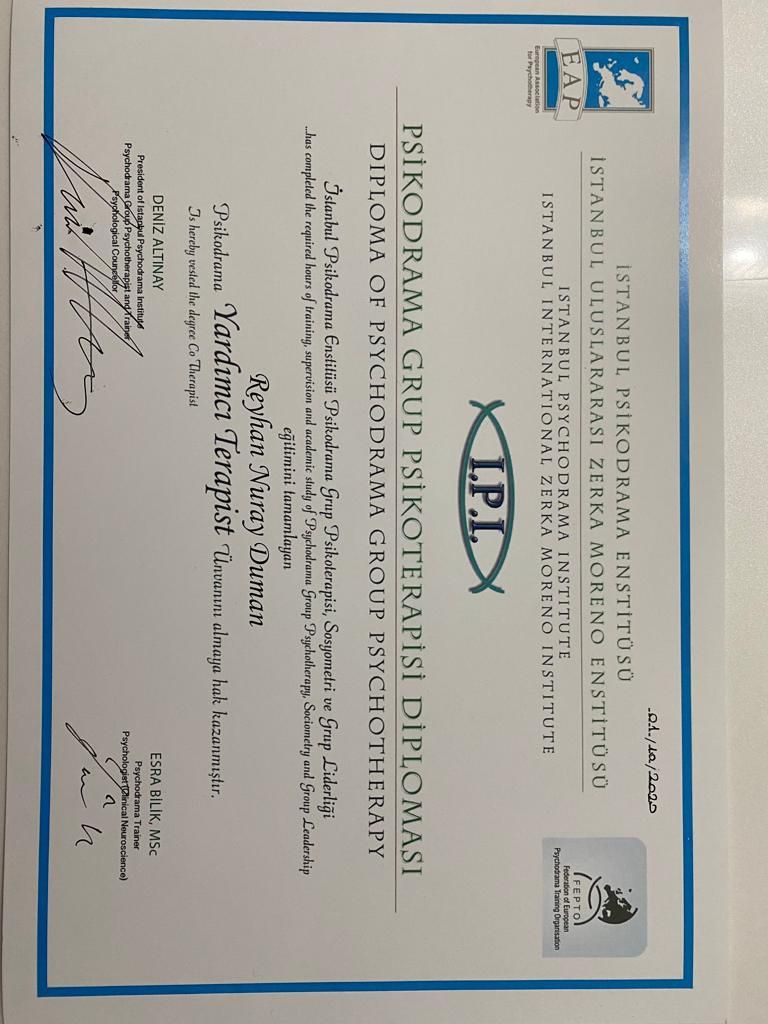 01/10/2020
EAP
European Association
for Psychotherapy
İSTANBUL PSİKODRAMA ENSTİTÜSÜ
İSTANBUL ULUSLARARASI ZERKA MORENO ENSTİTÜSÜ
ISTANBUL PSYCHODRAMA INSTITUTE
ISTANBUL INTERNATIONAL ZERKA MORENO INSTITUTE
FEPTO
Federation of European
Psychodrama Training Organisation
I.P.I.
PSİKODRAMA GRUP PSİKOTERAPİSİ DİPLOMASI
DIPLOMA OF PSYCHODRAMA GROUP PSYCHOTHERAPY
İstanbul Psikodrama Enstitüsü Psikodrama Grup Psikoterapisi, Sosyometri ve Grup Liderliği
...has completed the required hours of training, supervision and academic study of Psychodrama Group Psychotherapy, Sociometry and Group Leadership
eğitimini tamamlayan
Reyhan Nuray Duman
Psikodrama Yardımcı Terapist Ünvanını almaya hak kazanmıştır.
Is hereby vested the degree Co Therapist
DENİZ ALTINAY
President of Istanbul Psychodrama Institute
Psychodrama Group Psychotherapist and Trainer
Psychological Counsellor
ESRA BİLİK, MSc
Psychodrama Trainer
Psychologist (Clinical Neuroscience)